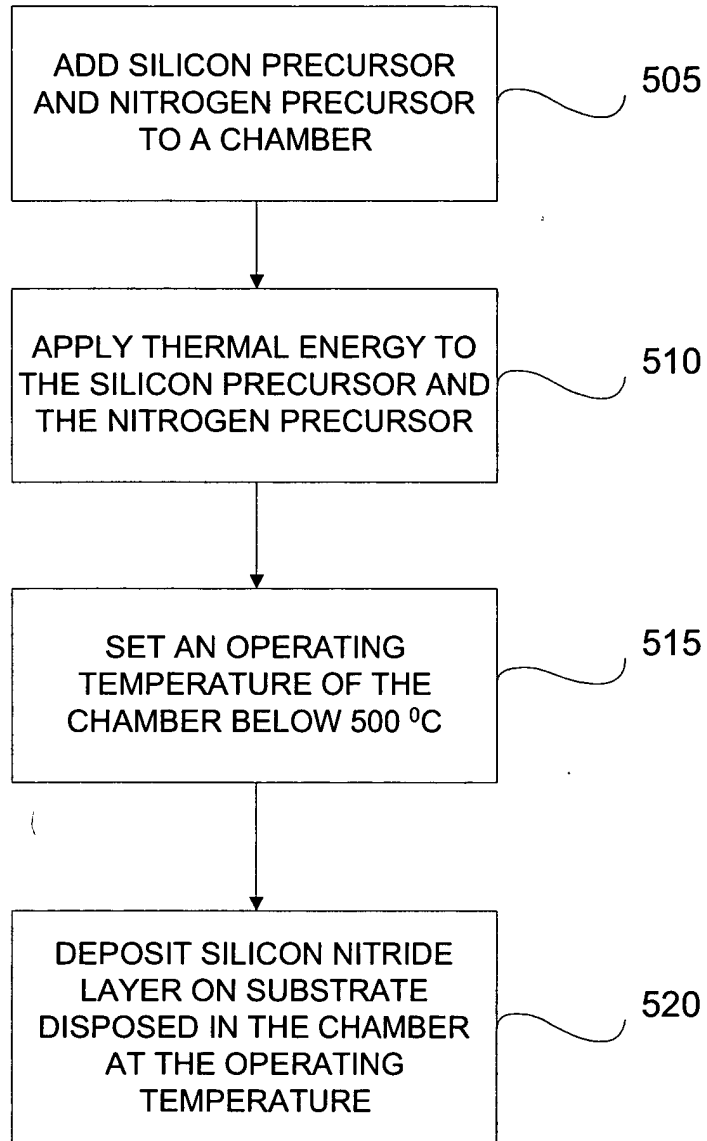 ADD SILICON PRECURSOR
AND NITROGEN PRECURSOR
TO A CHAMBER
505
APPLY THERMAL ENERGY TO
THE SILICON PRECURSOR AND
THE NITROGEN PRECURSOR
510
SET AN OPERATING
TEMPERATURE OF THE
CHAMBER BELOW 500 ⁰C
515
DEPOSIT SILICON NITRIDE
LAYER ON SUBSTRATE
DISPOSED IN THE CHAMBER
AT THE OPERATING
TEMPERATURE
520